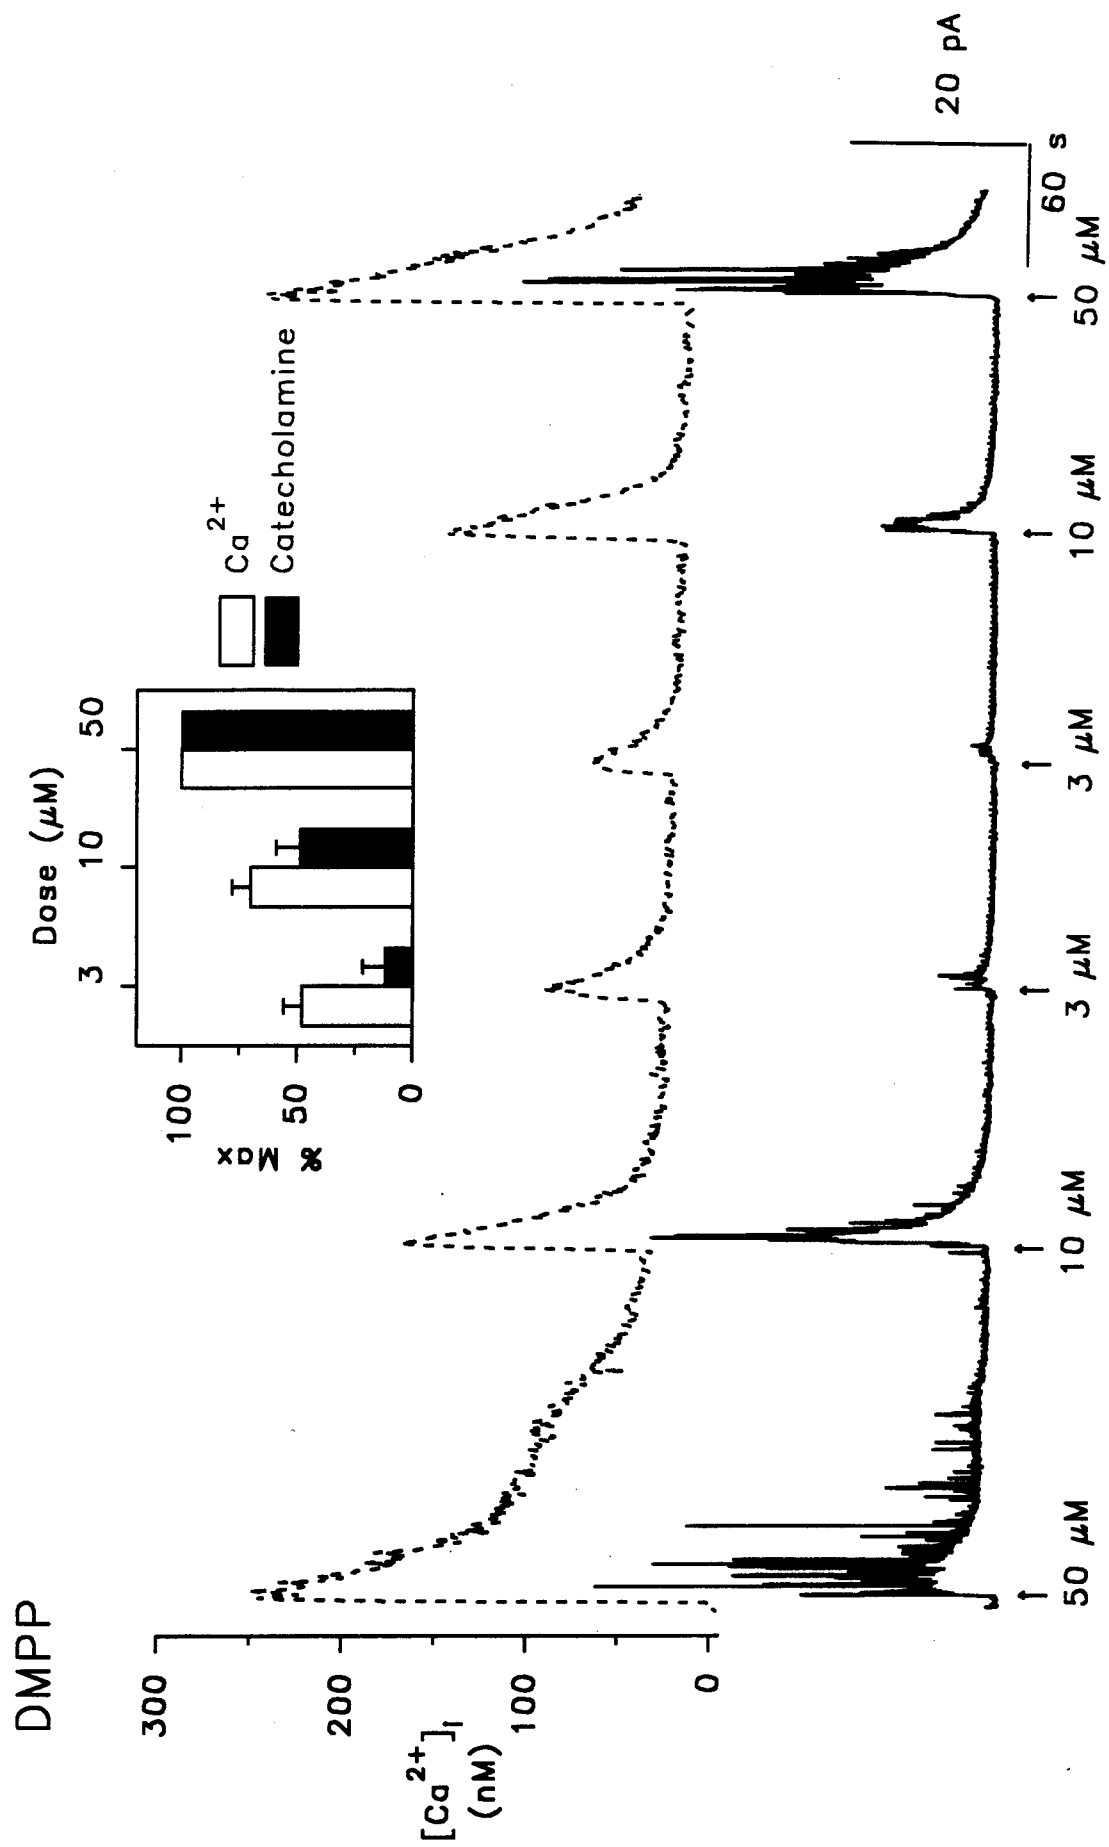 DMPP
Dose (μM)
3 10 50
% Max
100
50
0
Ca2+
Catecholamine
300
200
100
0
[Ca2+]i
(nM)
20 pA
60 s
50 μM 10 μM 3 μM 3 μM 10 μM 50 μM